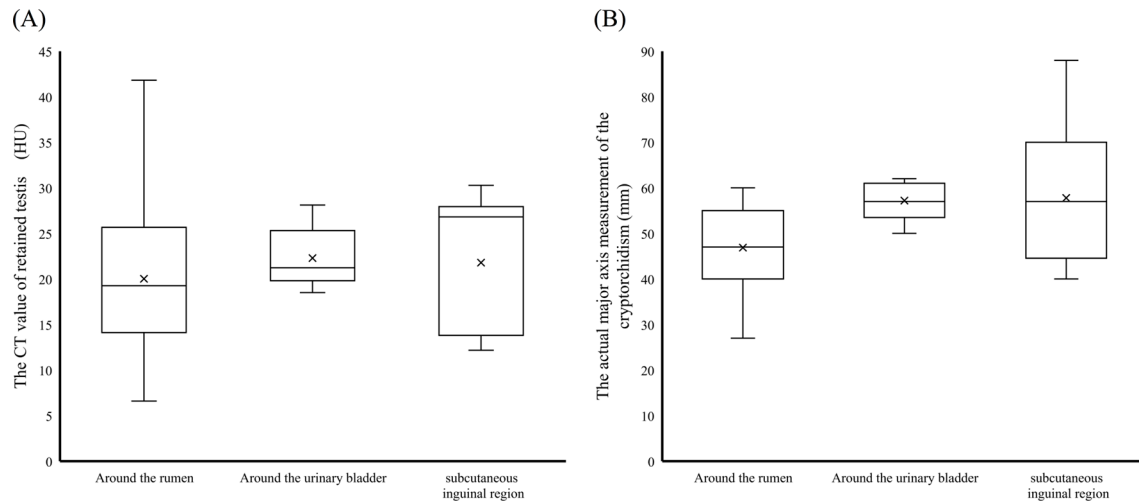 (A)
The CT value of retained testis (HU)
45
40
35
30
25
20
15
10
5
0
Around the rumen
Around the urinary bladder
subcutaneous
inguinal region
(B)
The actual major axis measurement of the
cryptorchidism (mm)
90
80
70
60
50
40
30
20
10
0
Around the rumen
Around the urinary bladder
subcutaneous
inguinal region